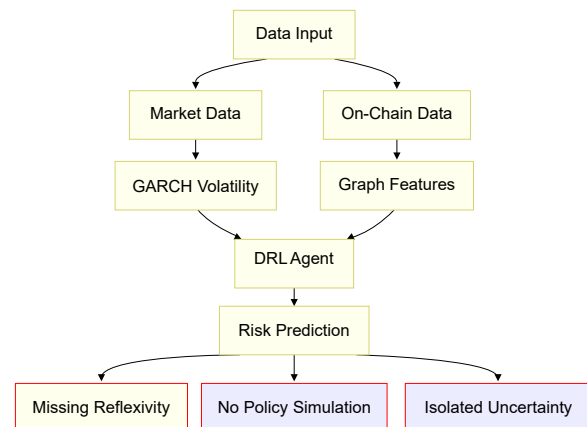 Data Input
Market Data
On-Chain Data
GARCH Volatility
Graph Features
DRL Agent
Risk Prediction
Missing Reflexivity
No Policy Simulation
Isolated Uncertainty